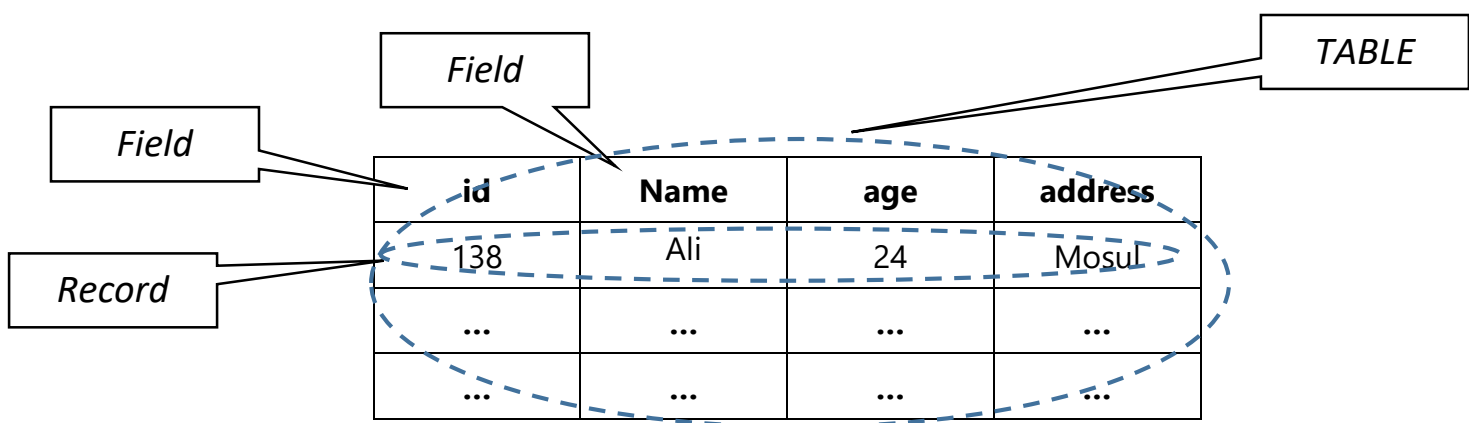 TABLE
Field
Field
id Name age address
138 Ali 24 Mosul
Record
... ... ... ...
... ... ... ...